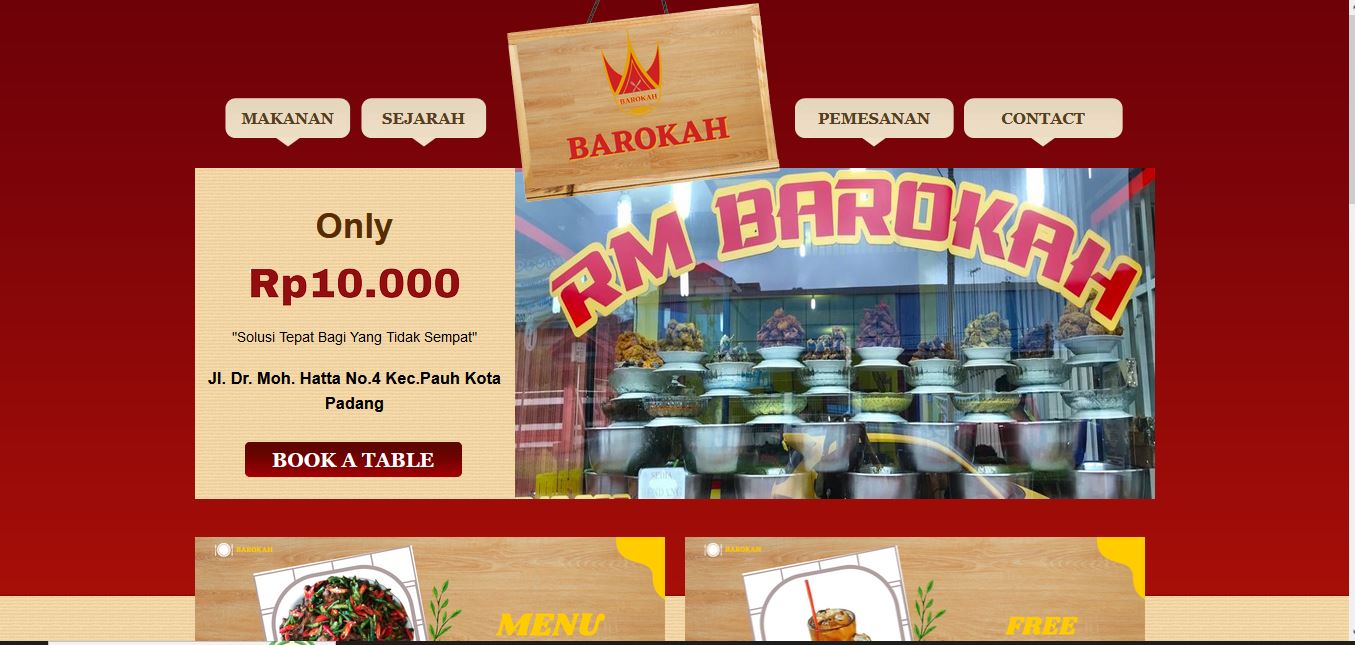 BAROKAH
BAROKAH
MAKANAN
SEJARAH
PEMESANAN
CONTACT
Only
Rp10.000
"Solusi Tepat Bagi Yang Tidak Sempat"
Jl. Dr. Moh. Hatta No.4 Kec.Pauh Kota
Padang
BOOK A TABLE
RM BAROKAH
BAROKAH
MENU
BAROKAH
FREE